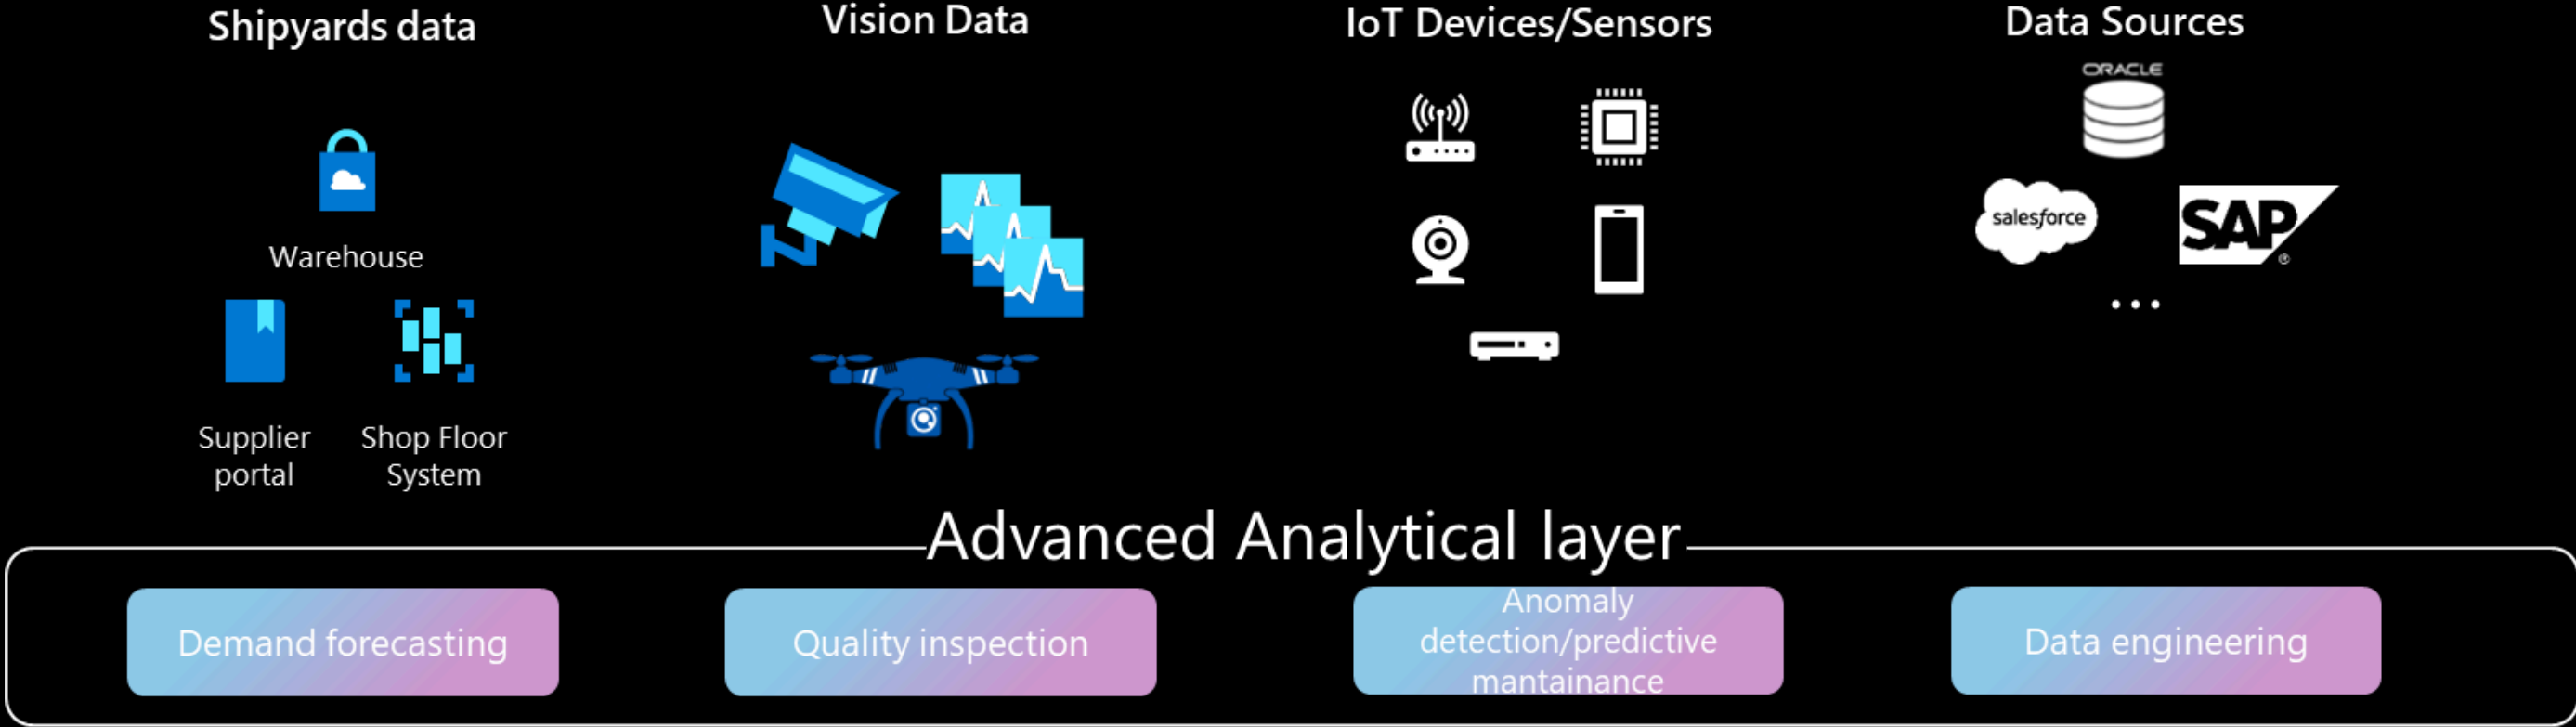 Shipyards data
Vision Data
IoT Devices/Sensors
Data Sources
ORACLE
salesforce
SAP
®
...
Warehouse
Supplier
portal
Shop Floor
System
Advanced Analytical layer
Demand forecasting
Quality inspection
Anomaly
detection/predictive
mantainance
Data engineering